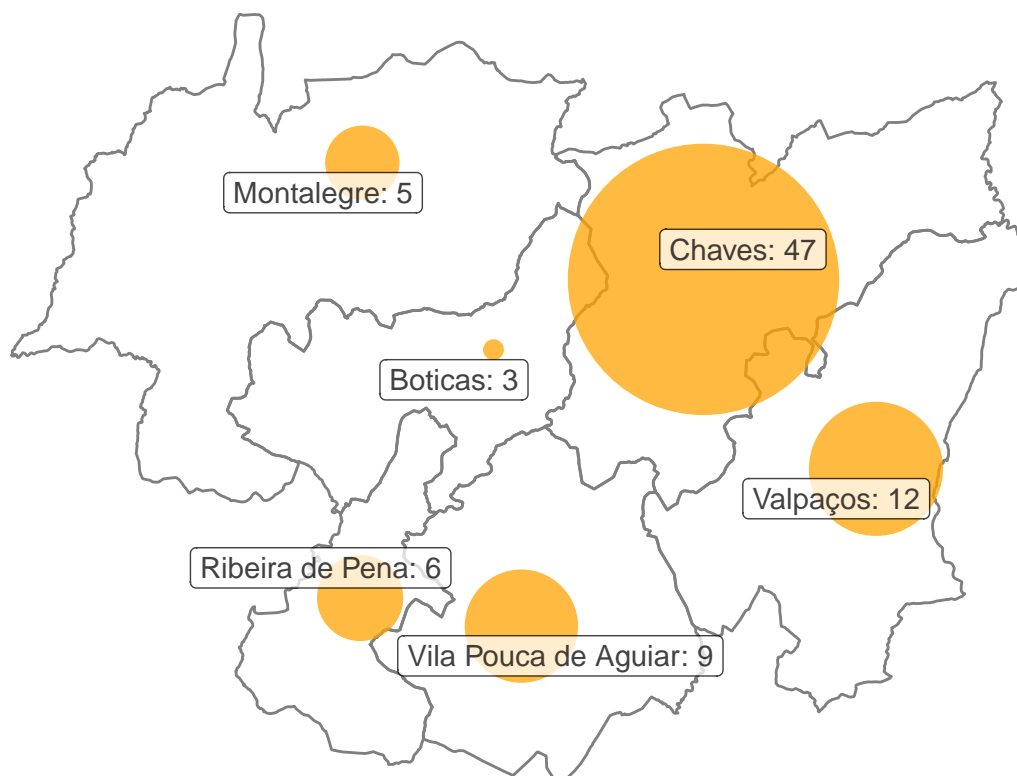 Montalegre: 5
Chaves: 47
Boticas: 3
Valpaços: 12
Ribeira de Pena: 6
Vila Pouca de Aguiar: 9